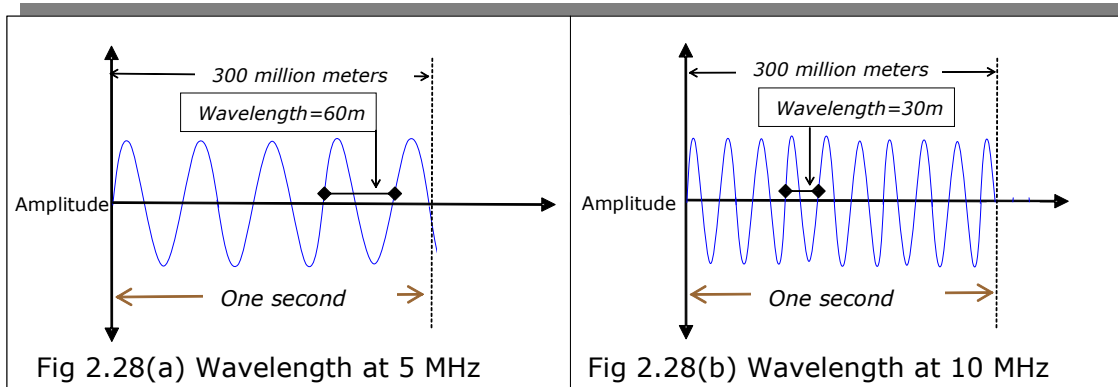 300 million meters
Wavelength=60m
Amplitude
One second
Fig 2.28(a) Wavelength at 5 MHz
300 million meters
Wavelength=30m
Amplitude
One second
Fig 2.28(b) Wavelength at 10 MHz